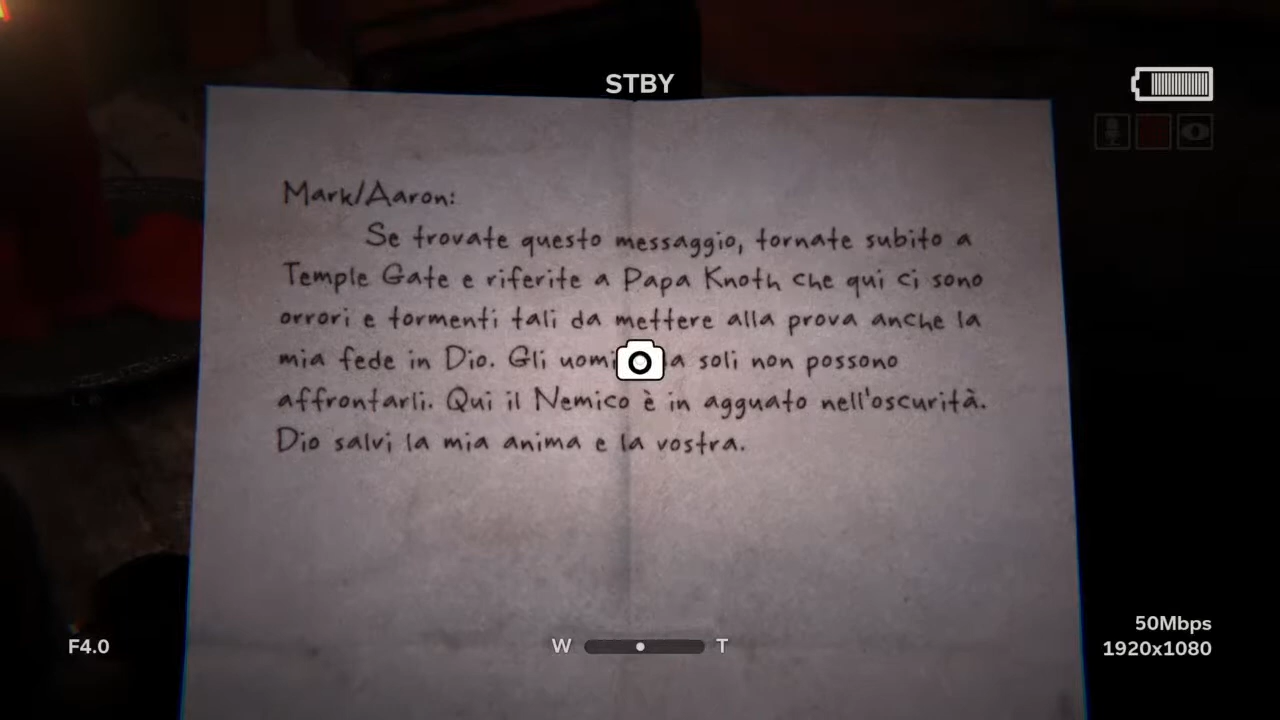 STBY
Mark/Aaron:
Se trovate questo messaggio, tornate subito a
Temple Gate e riferite a Papa Knoth che qui ci sono
orrori e tormenti tali da mettere alla prova anche la
mia fede in Dio. Gli soli non possono
affrontarli. Qui il Nemico è in agguato nell'oscurità.
Dio salvi la mia anima e la vostra.
F4.0
W T
50Mbps
1920x1080